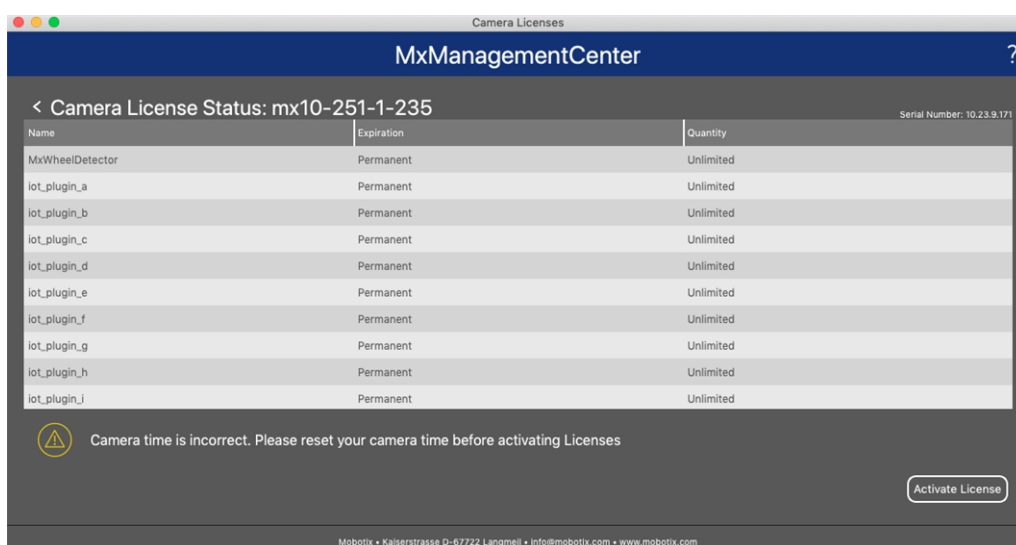 Camera Licenses
MxManagementCenter
?
< Camera License Status: mx10-251-1-235
Serial Number: 10.23.9.171
Name Expiration Quantity
MxWheelDetector Permanent Unlimited
iot_plugin_a Permanent Unlimited
iot_plugin_b Permanent Unlimited
iot_plugin_c Permanent Unlimited
iot_plugin_d Permanent Unlimited
iot_plugin_e Permanent Unlimited
iot_plugin_f Permanent Unlimited
iot_plugin_g Permanent Unlimited
iot_plugin_h Permanent Unlimited
iot_plugin_i Permanent Unlimited
Camera time is incorrect. Please reset your camera time before activating Licenses
Activate License
Mobotix • Kaiserstrasse D-67722 Langmeil • info@mobotix.com • www.mobotix.com